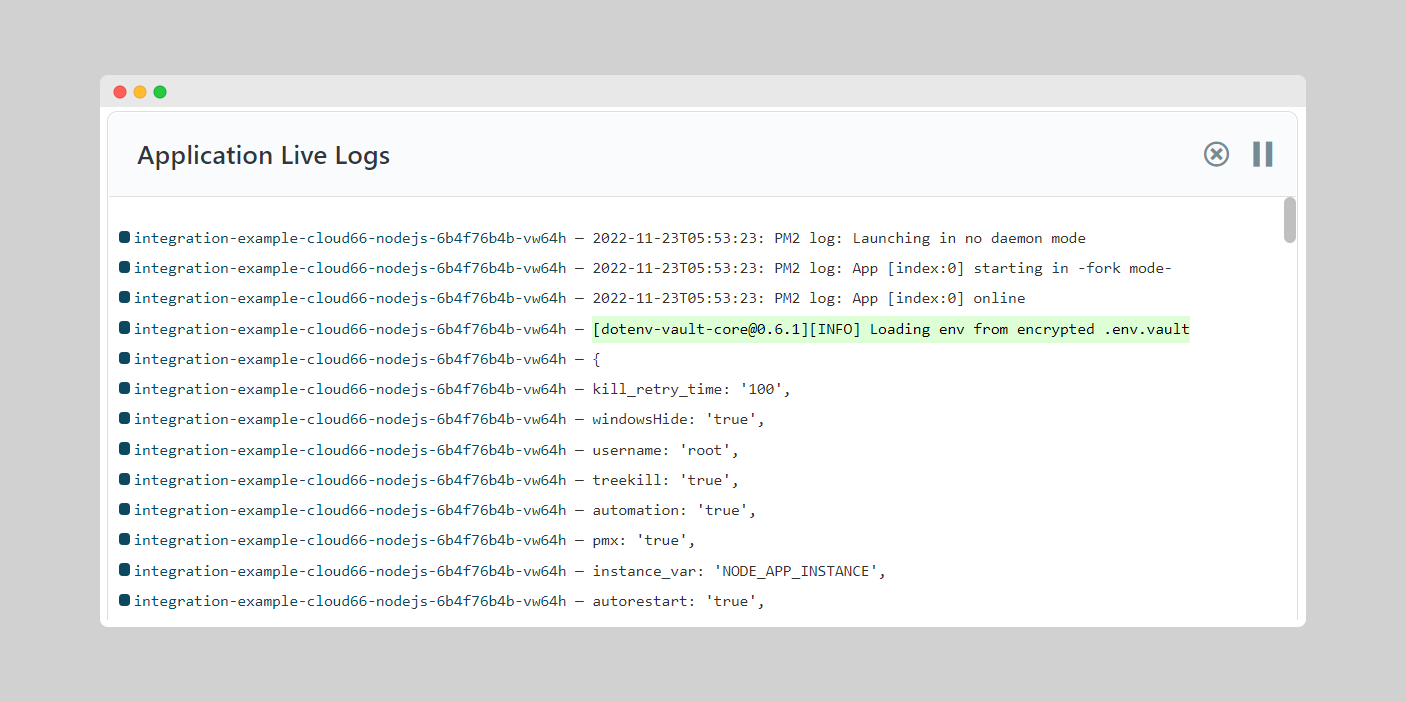 Application Live Logs
integration-example-cloud66-nodejs-6b4f76b4b-vw64h — 2022-11-23T05:53:23: PM2 log: Launching in no daemon mode
integration-example-cloud66-nodejs-6b4f76b4b-vw64h — 2022-11-23T05:53:23: PM2 log: App [index:0] starting in -fork mode-
integration-example-cloud66-nodejs-6b4f76b4b-vw64h — 2022-11-23T05:53:23: PM2 log: App [index:0] online
integration-example-cloud66-nodejs-6b4f76b4b-vw64h — [dotenv-vault-core@0.6.1][INFO] Loading env from encrypted .env.vault
integration-example-cloud66-nodejs-6b4f76b4b-vw64h — {
integration-example-cloud66-nodejs-6b4f76b4b-vw64h — kill_retry_time: '100',
integration-example-cloud66-nodejs-6b4f76b4b-vw64h — windowsHide: 'true',
integration-example-cloud66-nodejs-6b4f76b4b-vw64h — username: 'root',
integration-example-cloud66-nodejs-6b4f76b4b-vw64h — treekill: 'true',
integration-example-cloud66-nodejs-6b4f76b4b-vw64h — automation: 'true',
integration-example-cloud66-nodejs-6b4f76b4b-vw64h — pmx: 'true',
integration-example-cloud66-nodejs-6b4f76b4b-vw64h — instance_var: 'NODE_APP_INSTANCE',
integration-example-cloud66-nodejs-6b4f76b4b-vw64h — autorestart: 'true',